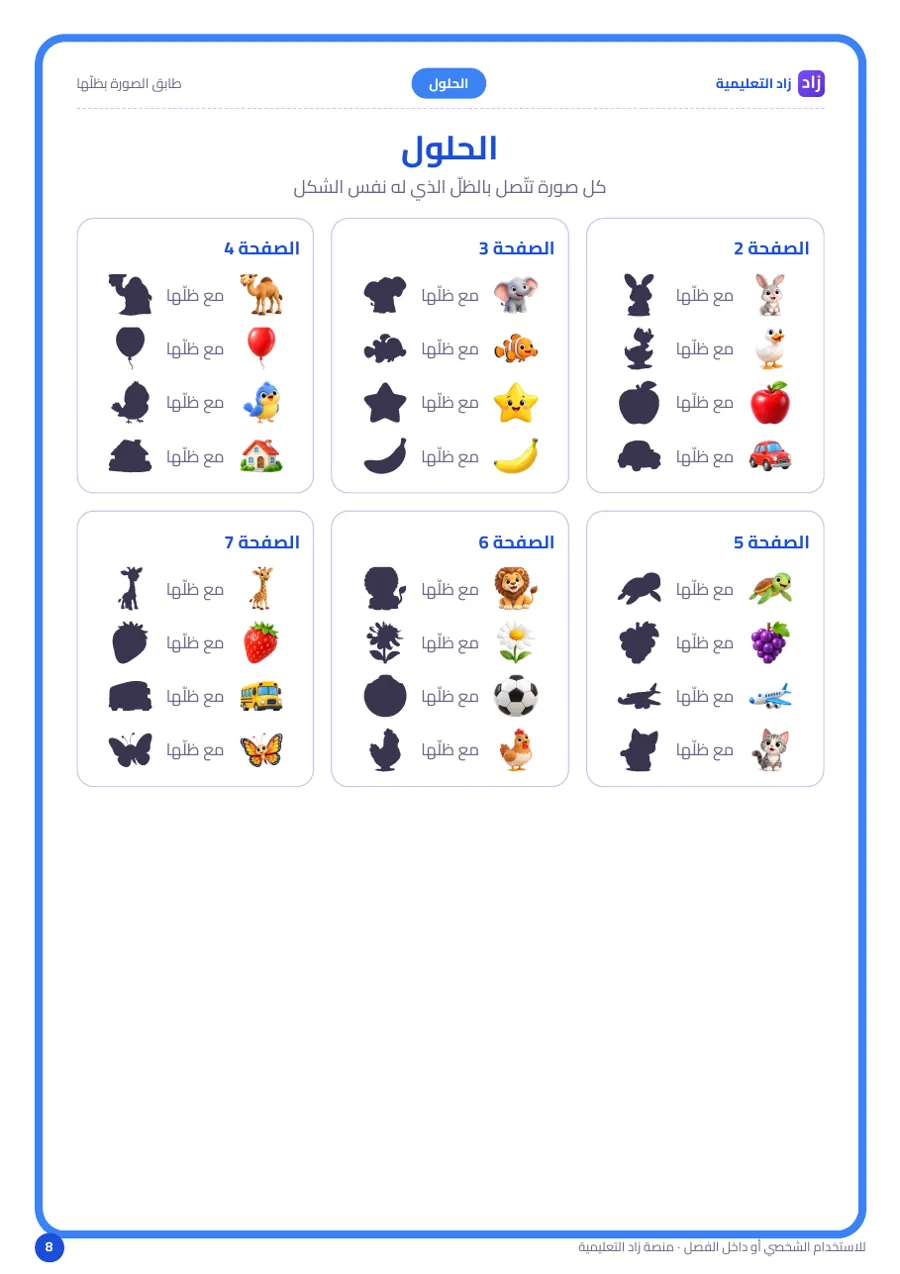 زاد
زاد التعليمية
الحلول
طابق الصورة بظلّها
الحلول
كل صورة تتّصل بالظلّ الذي له نفس الشكل
الصفحة 2
مع ظلّها
مع ظلّها
مع ظلّها
مع ظلّها
الصفحة 3
مع ظلّها
مع ظلّها
مع ظلّها
مع ظلّها
الصفحة 4
مع ظلّها
مع ظلّها
مع ظلّها
مع ظلّها
الصفحة 5
مع ظلّها
مع ظلّها
مع ظلّها
مع ظلّها
الصفحة 6
مع ظلّها
مع ظلّها
مع ظلّها
مع ظلّها
الصفحة 7
مع ظلّها
مع ظلّها
مع ظلّها
مع ظلّها
للاستخدام الشخصي أو داخل الفصل · منصة زاد التعليمية
8